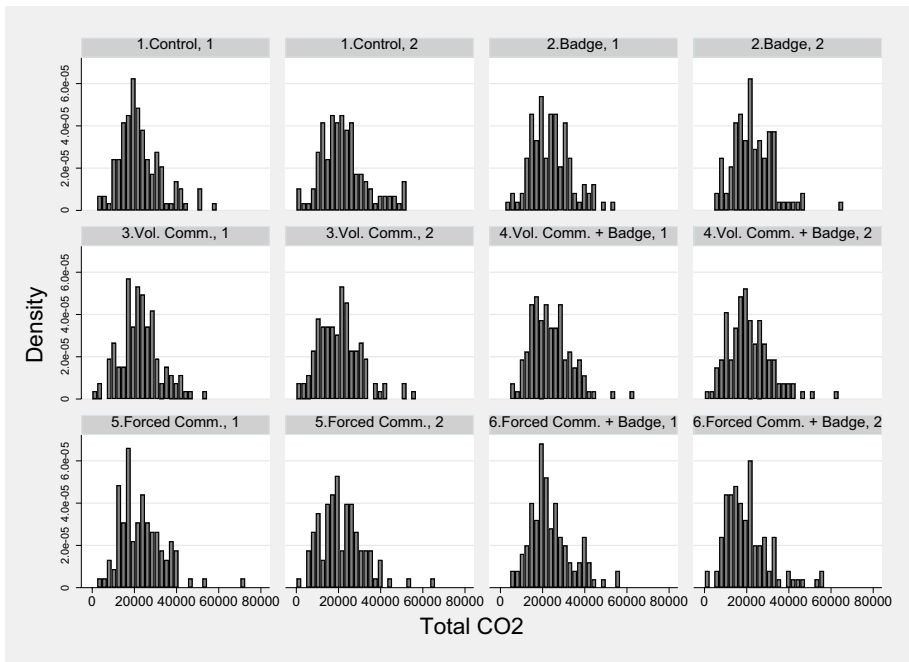 1.Control, 1
1.Control, 2
2.Badge, 1
2.Badge, 2
0 2.0e-05 4.0e-05 6.0e-05
3.Vol. Comm., 1
3.Vol. Comm., 2
4.Vol. Comm. + Badge, 1
4.Vol. Comm. + Badge, 2
0 2.0e-05 4.0e-05 6.0e-05
Density
5.Forced Comm., 1
5.Forced Comm., 2
6.Forced Comm. + Badge, 1
6.Forced Comm. + Badge, 2
0 2.0e-05 4.0e-05 6.0e-05
0 20000 40000 60000 80000
0 20000 40000 60000 80000
0 20000 40000 60000 80000
0 20000 40000 60000 80000
Total CO2